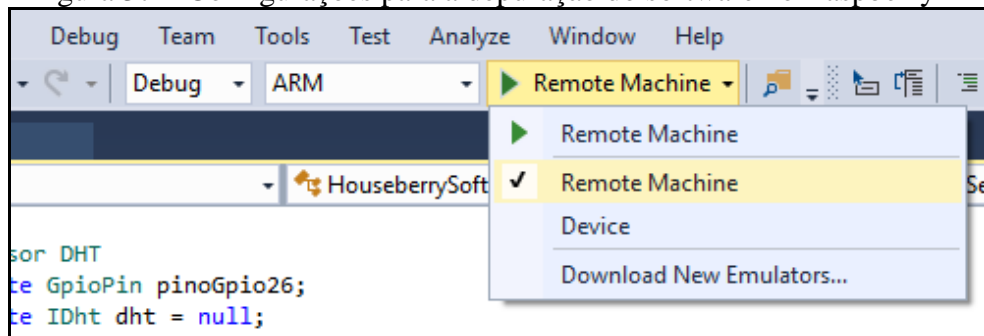 Debug Team Tools Test Analyze Window Help
Debug ARM Remote Machine
Remote Machine
HouseberrySoft Remote Machine
Device
sor DHT
Download New Emulators...
te GpioPin pinoGpio26;
te IDht dht = null;